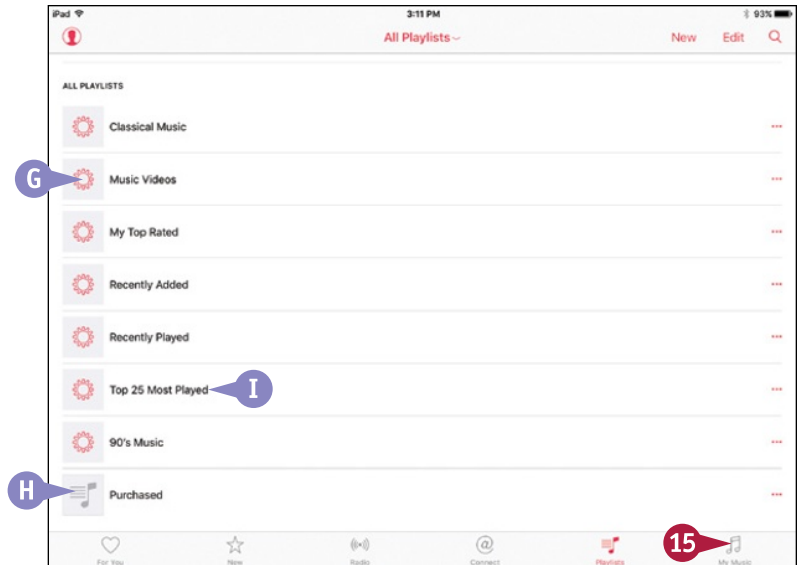 iPad 3:11 PM 93%
All Playlists New Edit
ALL PLAYLISTS
Classical Music ...
G Music Videos ...
My Top Rated ...
Recently Added ...
Recently Played ...
Top 25 Most Played I ...
90's Music ...
H Purchased ...
15
For You New Radio @ Connect Playlists My Music